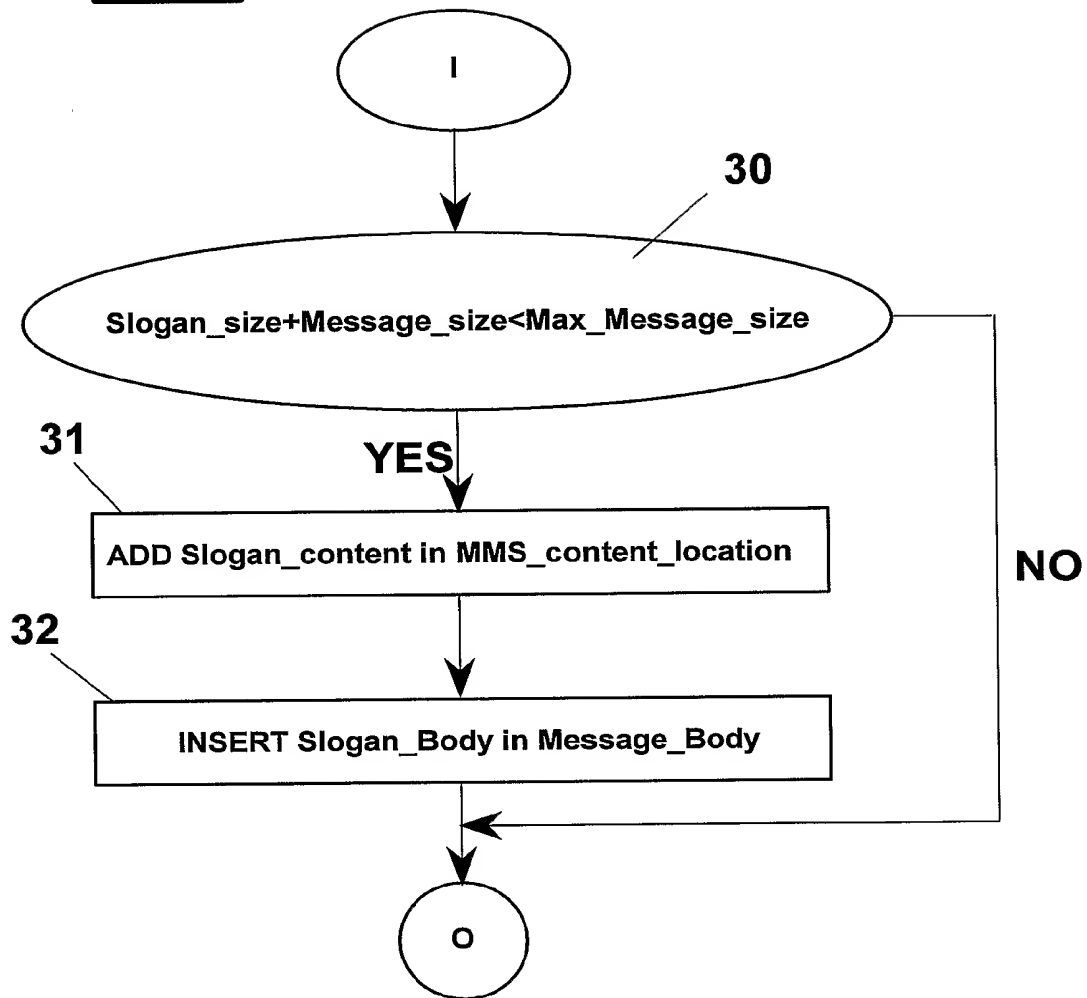 I
30
Slogan_size+Message_size<Max_Message_size
31
YES
ADD Slogan_content in MMS_content_location
NO
32
INSERT Slogan_Body in Message_Body
O